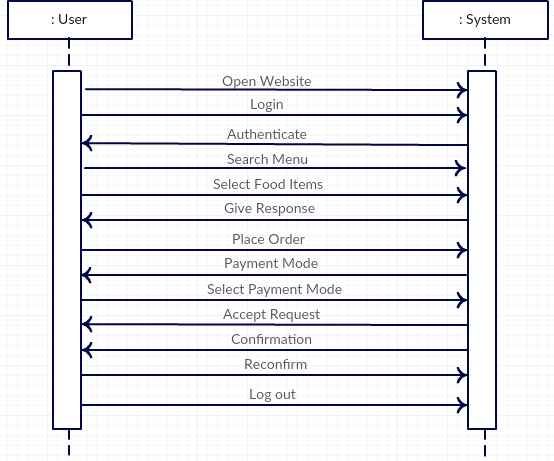 : User
: System
Open Website
Login
Authenticate
Search Menu
Select Food Items
Give Response
Place Order
Payment Mode
Select Payment Mode
Accept Request
Confirmation
Reconfirm
Log out